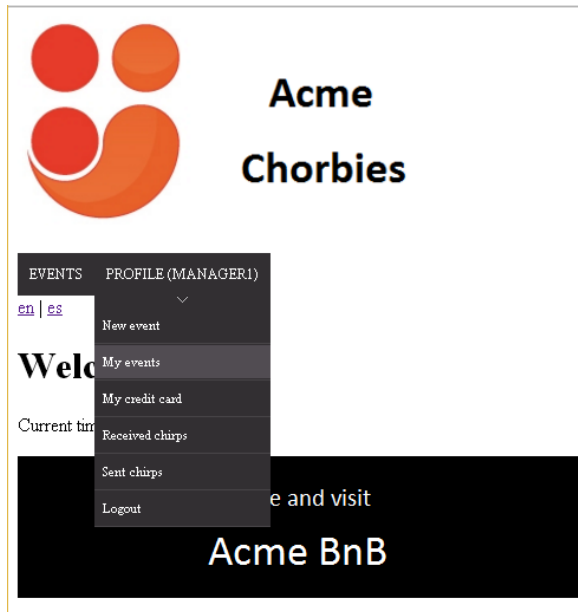 Acme
Chorbies
EVENTS PROFILE (MANAGER1)
en | es
New event
Welc
My events
My credit card
Current tim
Received chirps
Sent chirps
e and visit
Logout
Acme BnB